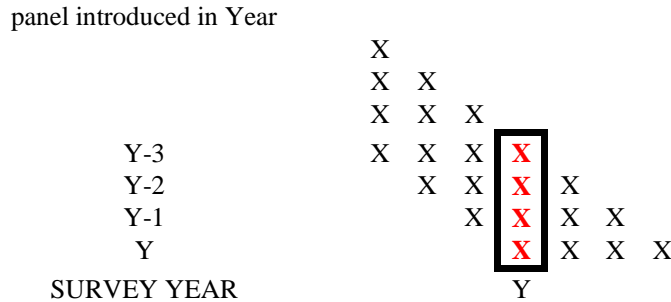 panel introduced in Year
X
X X
X X X
Y-3 X X X X
Y-2 X X X X
Y-1 X X X X
Y X X X X
SURVEY YEAR Y